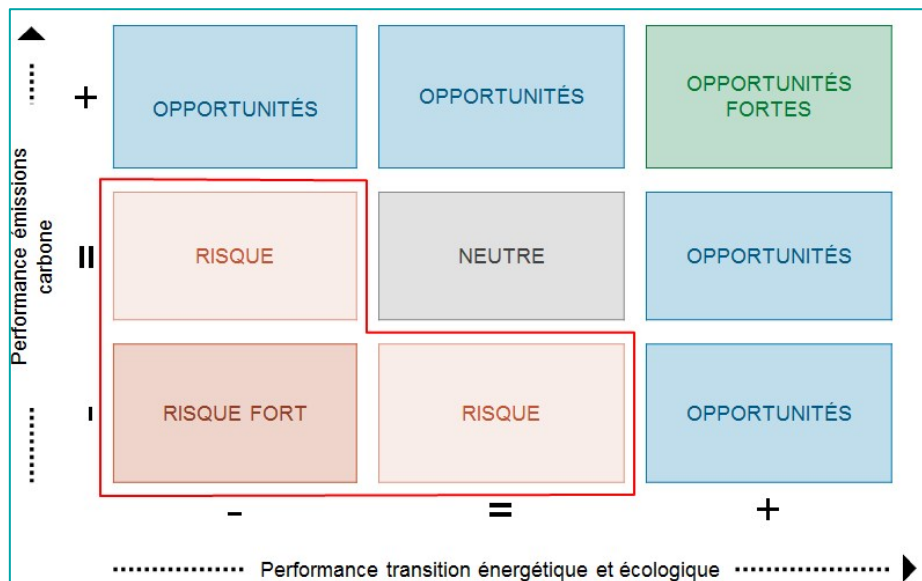 +
OPPORTUNITÉS
OPPORTUNITÉS
OPPORTUNITÉS
FORTES
Performance émissions
carbone
=
RISQUE
NEUTRE
OPPORTUNITÉS
-
RISQUE FORT
RISQUE
OPPORTUNITÉS
- = +
Performance transition énergétique et écologique